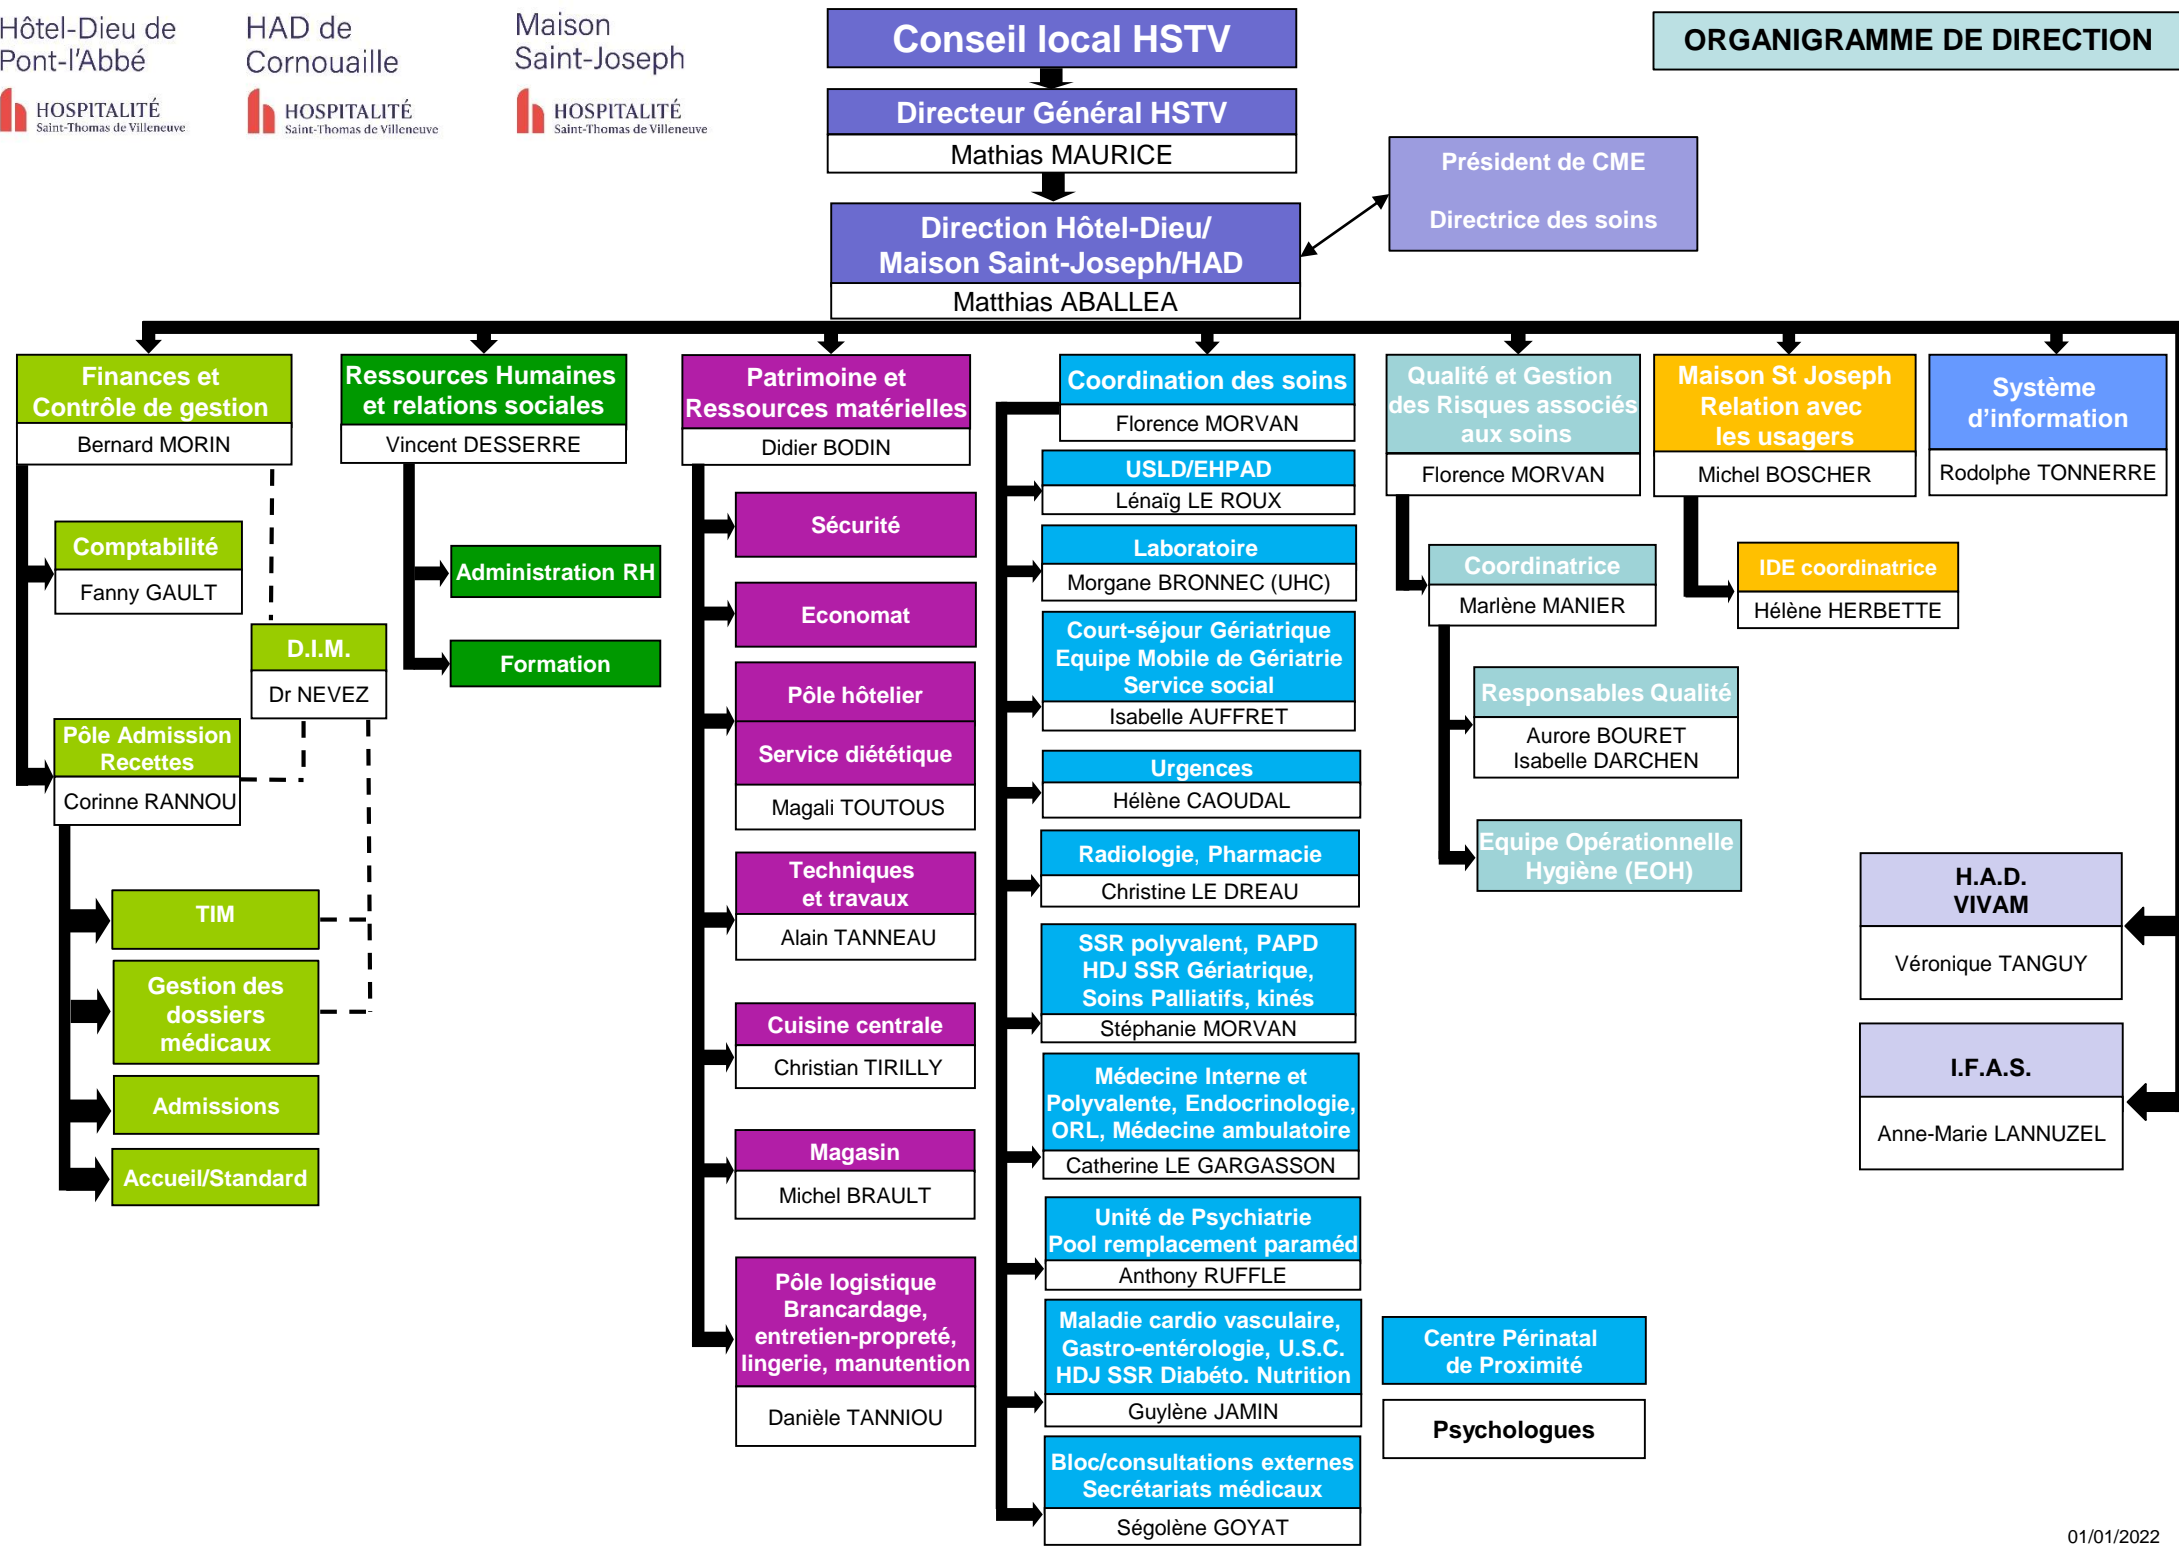 Hôtel-Dieu de
Pont-l'Abbé
HOSPITALITÉ
Saint-Thomas de Villeneuve
HAD de
Cornouaille
HOSPITALITÉ
Saint-Thomas de Villeneuve
Maison
Saint-Joseph
HOSPITALITÉ
Saint-Thomas de Villeneuve
Conseil local HSTV
ORGANIGRAMME DE DIRECTION
Directeur Général HSTV
Mathias MAURICE
Président de CME
Directrice des soins
Direction Hôtel-Dieu/
Maison Saint-Joseph/HAD
Matthias ABALLEA
Finances et
Contrôle de gestion
Bernard MORIN
Comptabilité
Fanny GAULT
D.I.M.
Dr NEVEZ
Pôle Admission
Recettes
Corinne RANNOU
TIM
Gestion des
dossiers
médicaux
Admissions
Accueil/Standard
Ressources Humaines
et relations sociales
Vincent DESSERRE
Administration RH
Formation
Patrimoine et
Ressources matérielles
Didier BODIN
Sécurité
Economat
Pôle hôtelier
Service diététique
Magali TOUTOUS
Techniques
et travaux
Alain TANNEAU
Cuisine centrale
Christian TIRILLY
Magasin
Michel BRAULT
Pôle logistique
Brancardage,
entretien-propreté,
lingerie, manutention
Danièle TANNIOU
Coordination des soins
Florence MORVAN
USLD/EHPAD
Lénaïg LE ROUX
Laboratoire
Morgane BRONNEC (UHC)
Court-séjour Gériatrique
Equipe Mobile de Gériatrie
Service social
Isabelle AUFFRET
Urgences
Hélène CAOUDAL
Radiologie, Pharmacie
Christine LE DREAU
SSR polyvalent, PAPD
HDJ SSR Gériatrique,
Soins Palliatifs, kinés
Stéphanie MORVAN
Médecine Interne et
Polyvalente, Endocrinologie,
ORL, Médecine ambulatoire
Catherine LE GARGASSON
Unité de Psychiatrie
Pool remplacement paraméd
Anthony RUFFLE
Maladie cardio vasculaire,
Gastro-entérologie, U.S.C.
HDJ SSR Diabéto. Nutrition
Guylène JAMIN
Bloc/consultations externes
Secrétariats médicaux
Ségolène GOYAT
Centre Périnatal
de Proximité
Psychologues
Qualité et Gestion
des Risques associés
aux soins
Florence MORVAN
Coordinatrice
Marlène MANIER
Responsables Qualité
Aurore BOURET
Isabelle DARCHEN
Equipe Opérationnelle
Hygiène (EOH)
Maison St Joseph
Relation avec
les usagers
Michel BOSCHER
IDE coordinatrice
Hélène HERBETTE
Système
d'information
Rodolphe TONNERRE
H.A.D.
VIVAM
Véronique TANGUY
I.F.A.S.
Anne-Marie LANNUZEL
01/01/2022